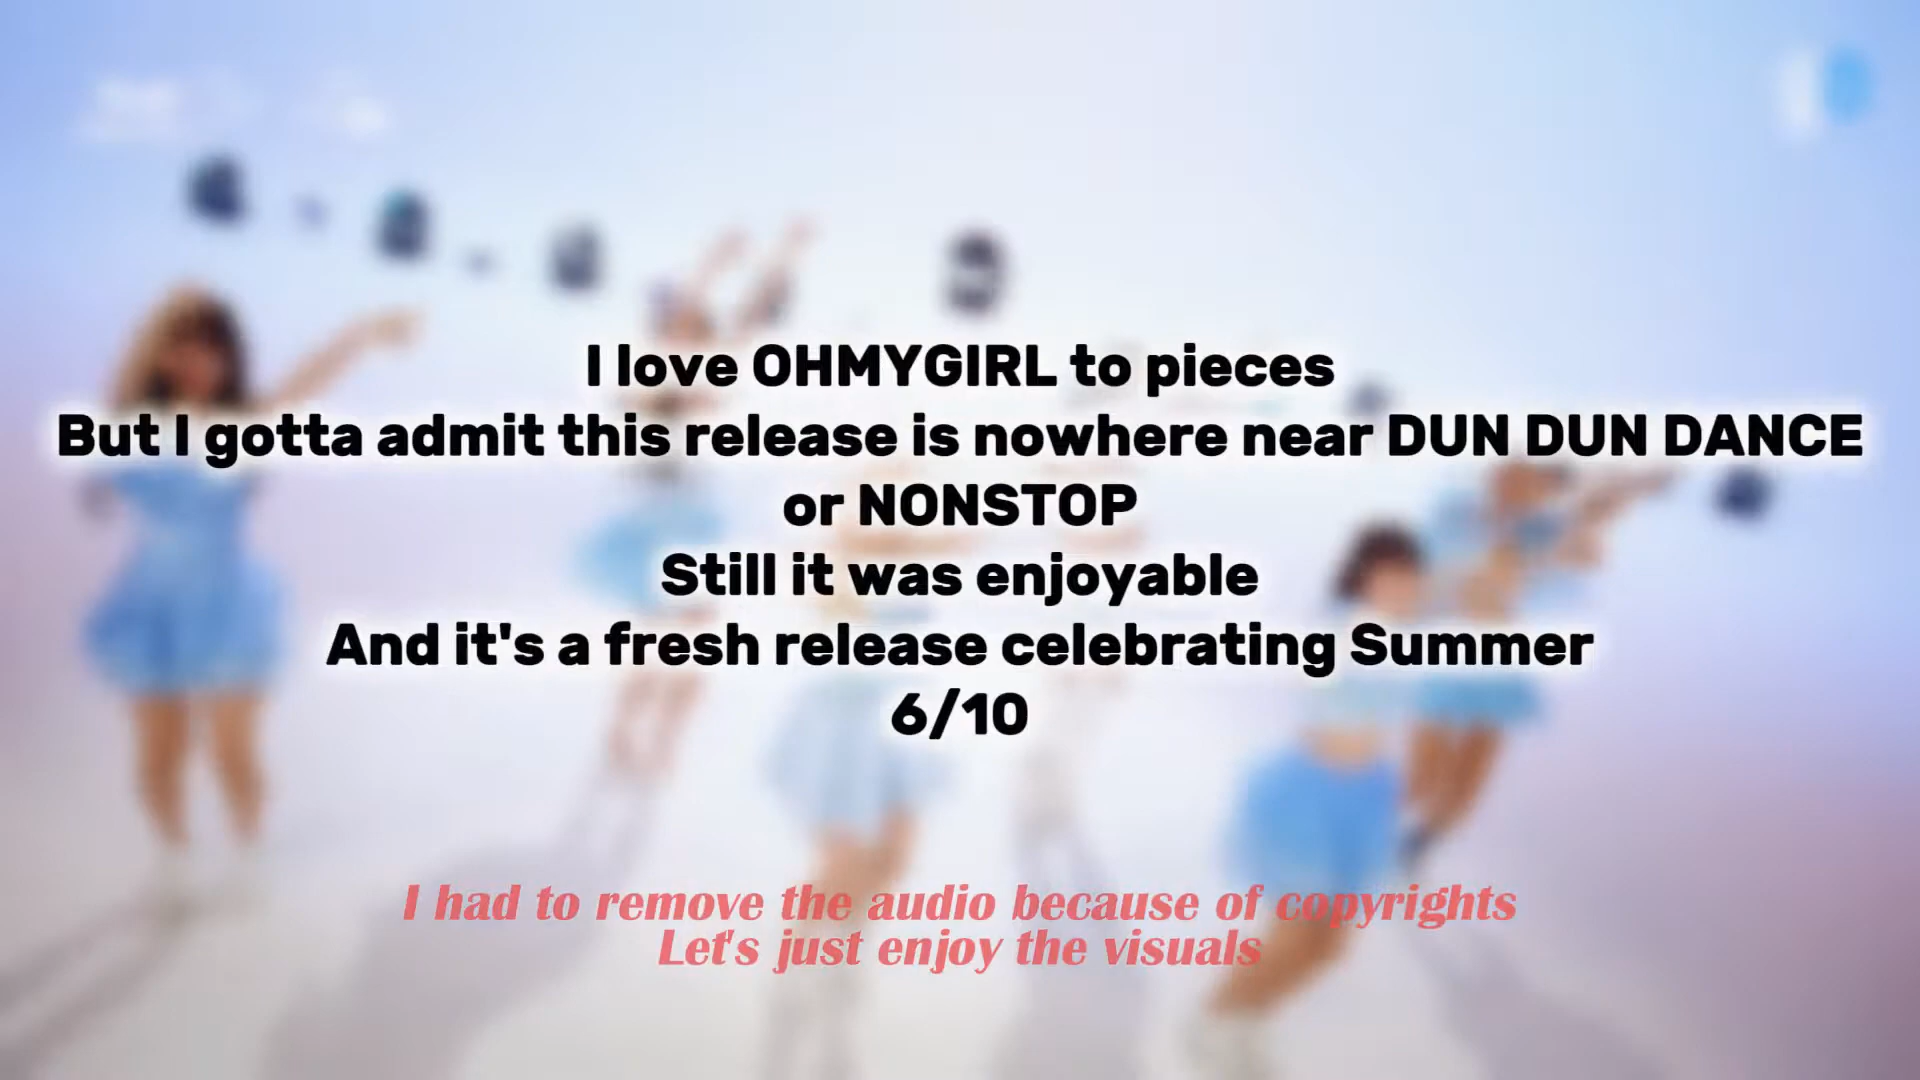 I love OHMYGIRL to pieces
But I gotta admit this release is nowhere near DUN DUN DANCE
or NONSTOP
Still it was enjoyable
And it's a fresh release celebrating Summer
6/10
I had to remove the audio because of copyrights
Let's just enjoy the visuals